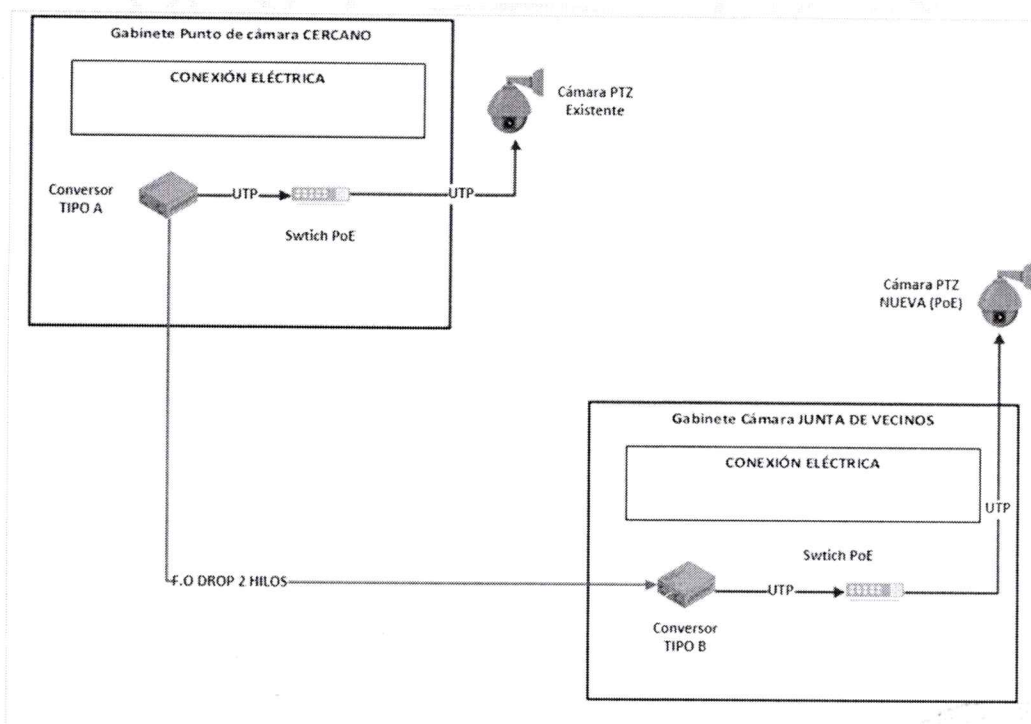 Gabinete Punto de cámara CERCANO
CONEXIÓN ELÉCTRICA
Cámara PTZ
Existente
Conversor
TIPO A
UTP
UTP
Swtich PoE
Cámara PTZ
NUEVA (PoE)
Gabinete Cámara JUNTA DE VECINOS
CONEXIÓN ELÉCTRICA
UTP
Swtich PoE
F.O DROP 2 HILOS
UTP
Conversor
TIPO B